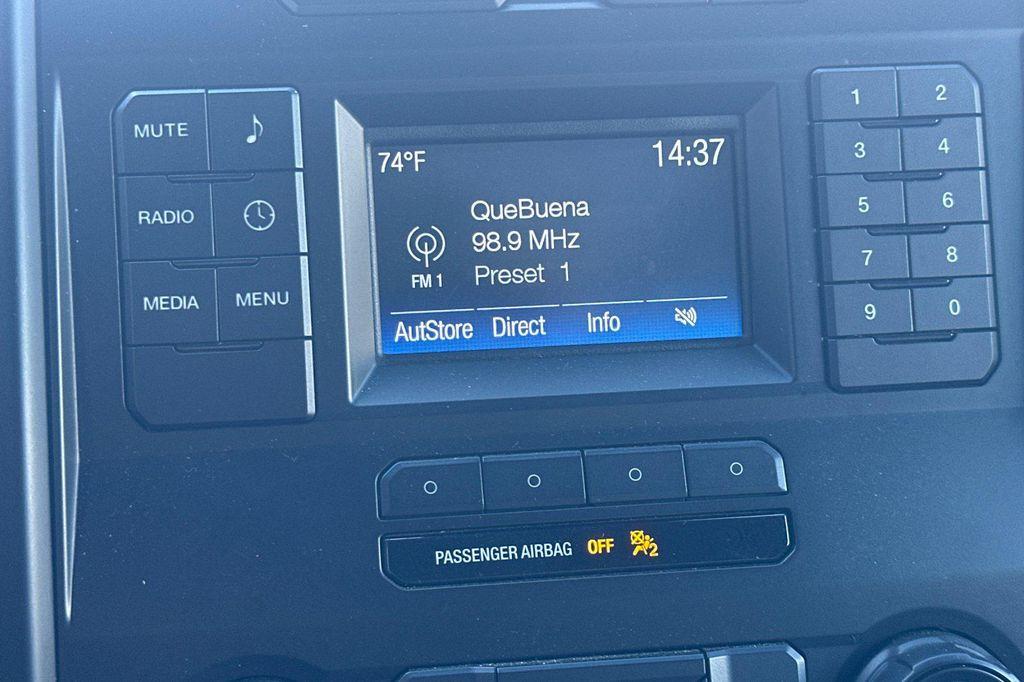 MUTE
RADIO
MEDIA MENU
74°F 14:37
QueBuena
98.9 MHz
FM 1 Preset 1
AutStore Direct Info
1 2
3 4
5 6
7 8
9 0
PASSENGER AIRBAG OFF 2